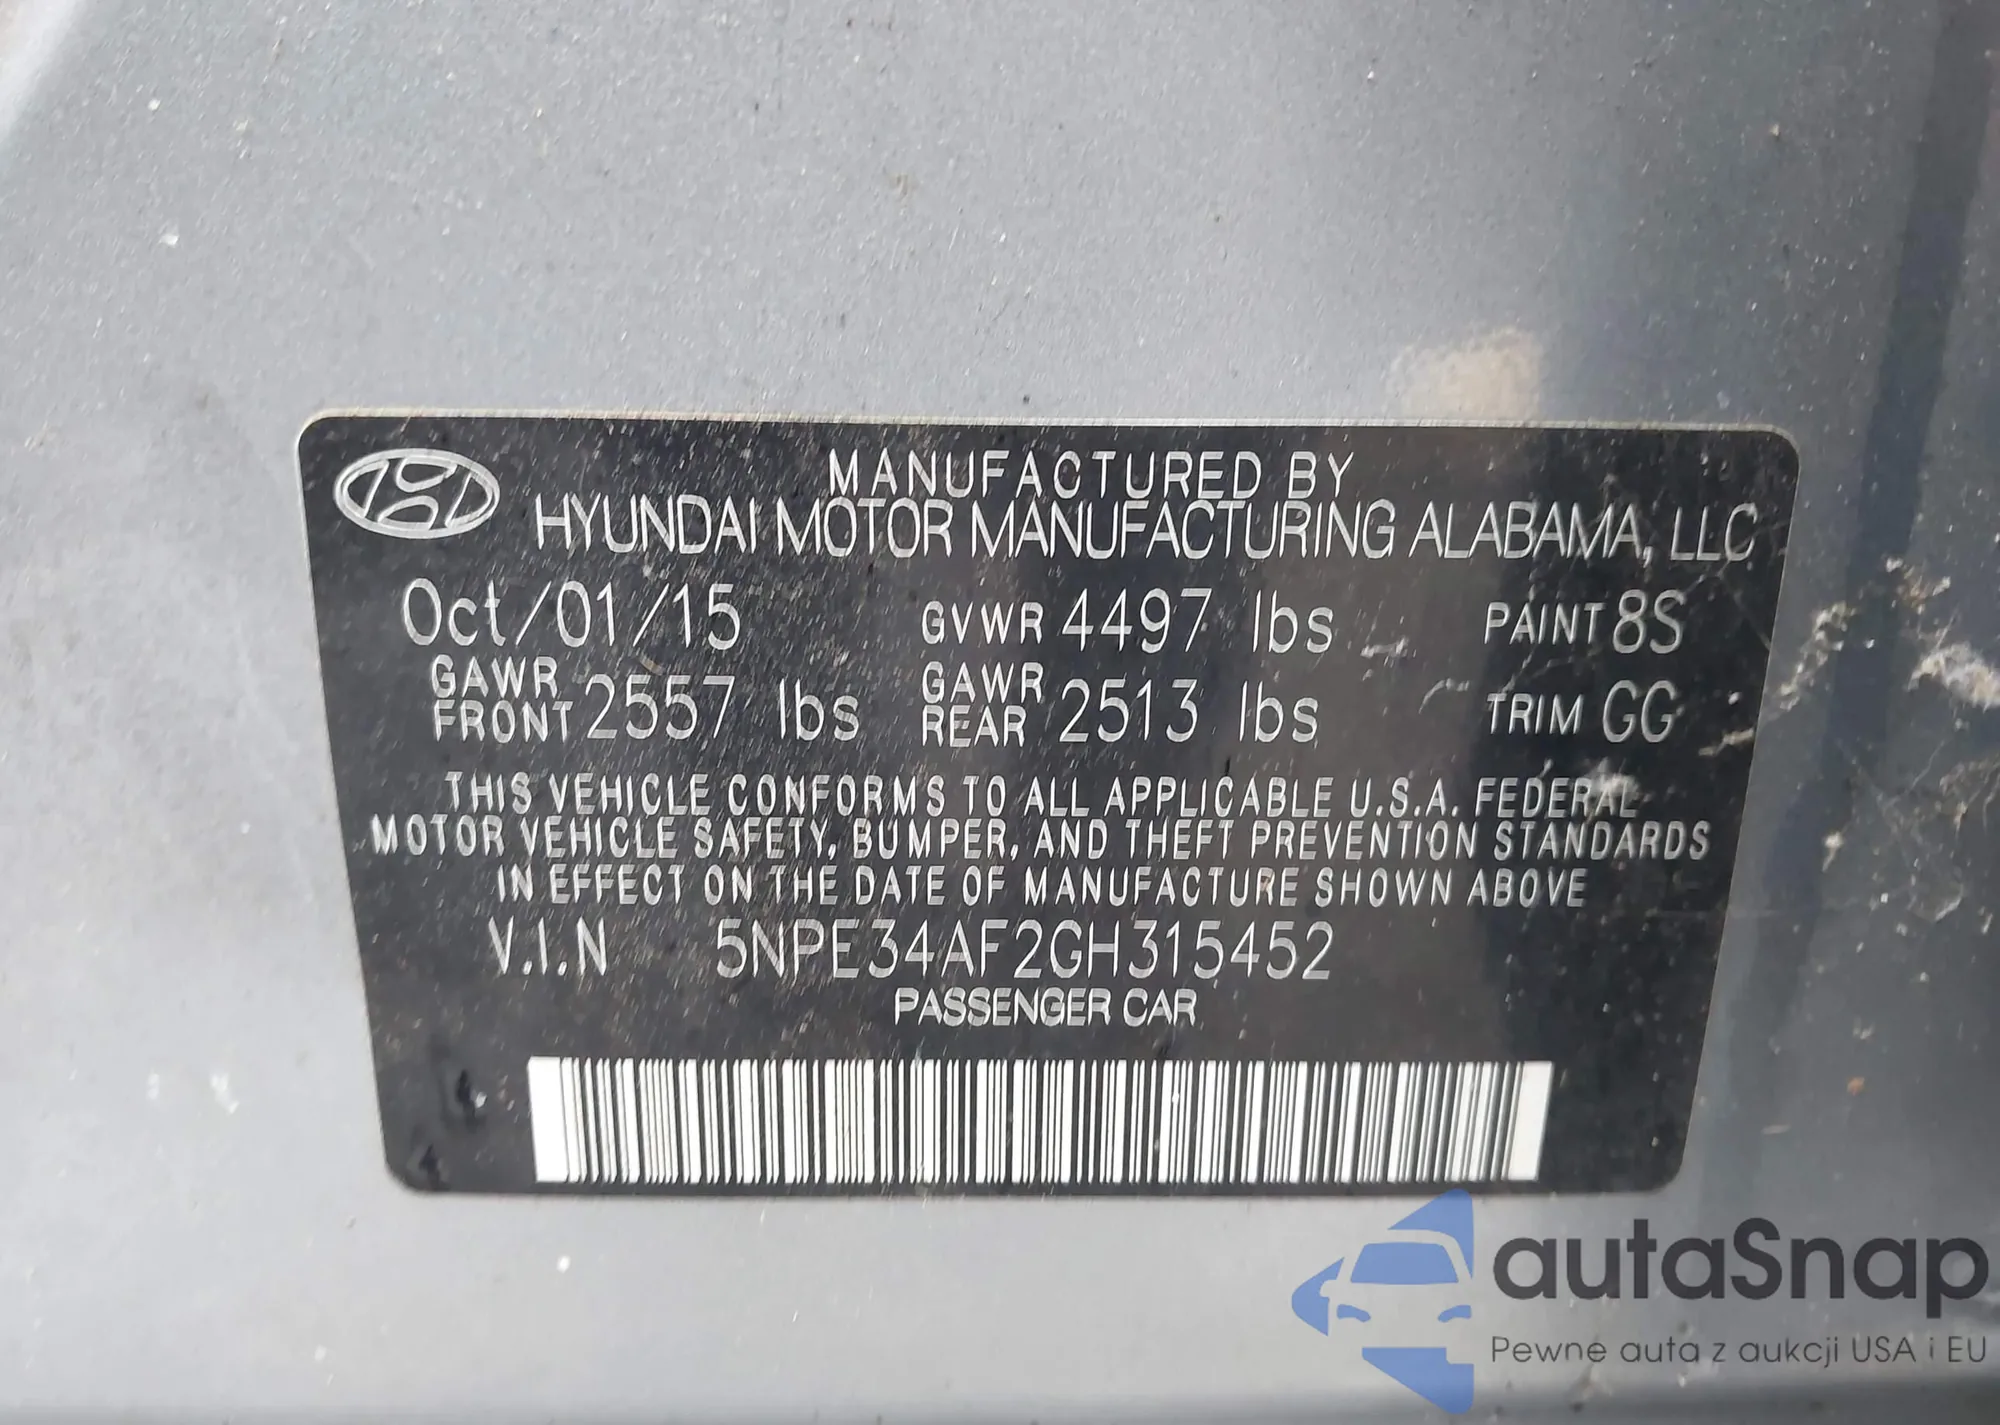 MANUFACTURED BY
HYUNDAI MOTOR MANUFACTURING ALABAMA, LLC
Oct/01/15 GVWR 4497 lbs PAINT 8S
GAWR FRONT 2557 lbs GAWR REAR 2513 lbs TRIM GG
THIS VEHICLE CONFORMS TO ALL APPLICABLE U.S.A. FEDERAL
MOTOR VEHICLE SAFETY, BUMPER, AND THEFT PREVENTION STANDARDS
IN EFFECT ON THE DATE OF MANUFACTURE SHOWN ABOVE
V.I.N 5NPE34AF2GH315452
PASSENGER CAR
autaSnap
Pewne auta z aukcji USA i EU